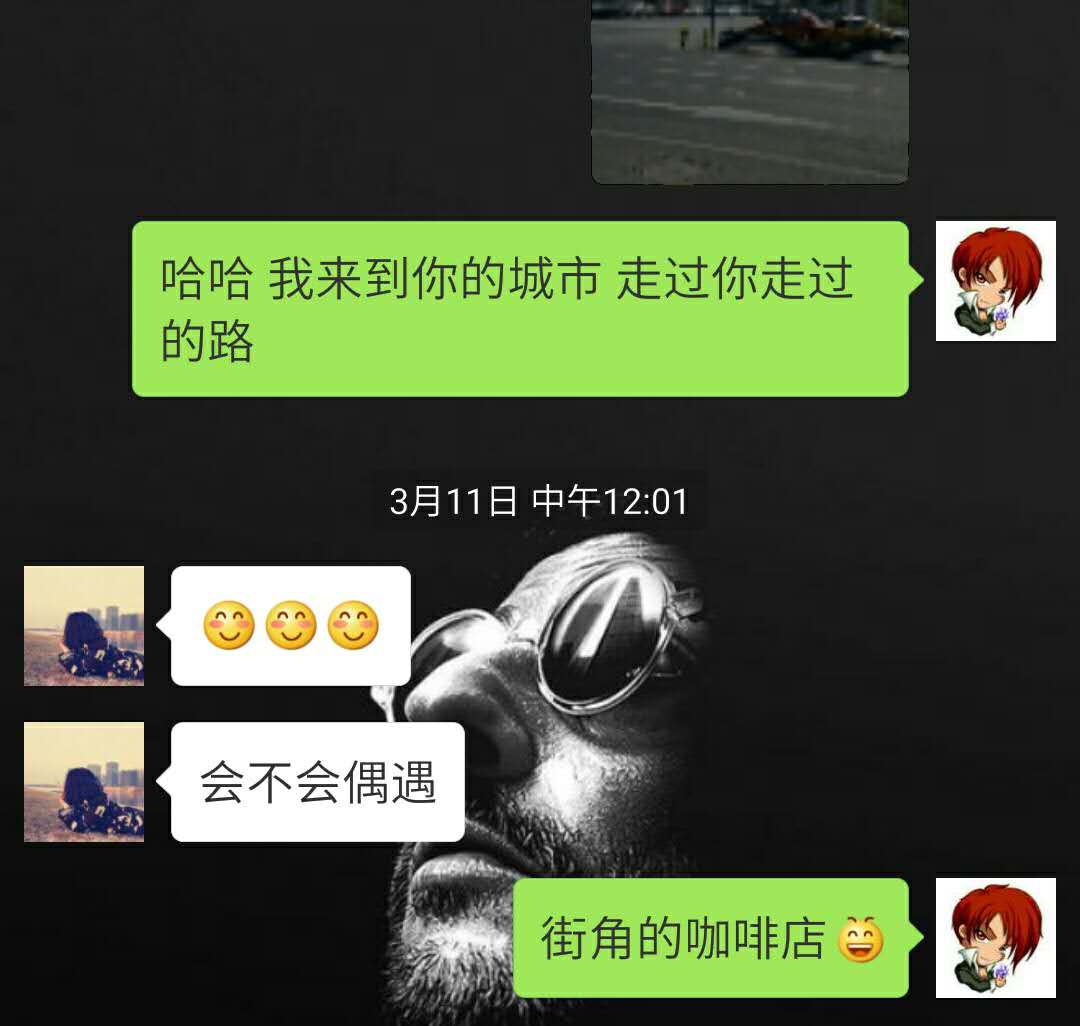 哈哈 我来到你的城市 走过你走过
的路
3月11日 中午12:01
会不会偶遇
街角的咖啡店